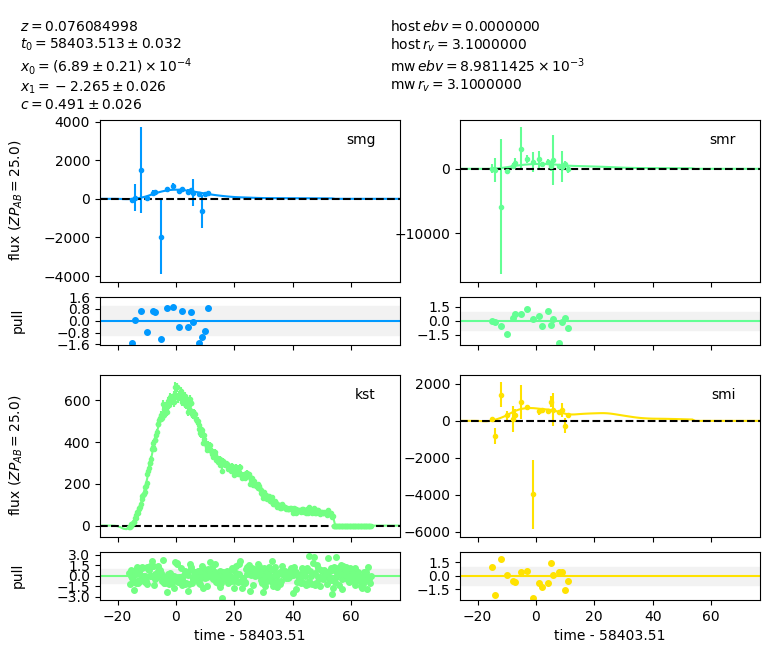 z = 0.076084998
t₀ = 58403.513 ± 0.032
x₀ = (6.89 ± 0.21) × 10⁻⁴
x₁ = −2.265 ± 0.026
c = 0.491 ± 0.026
host ebv = 0.0000000
host r_v = 3.1000000
mw ebv = 8.9811425 × 10⁻³
mw r_v = 3.1000000
flux (ZP_AB = 25.0)
4000
2000
0
−2000
−4000
smg
0
−10000
smr
pull
1.6
0.8
0.0
−0.8
−1.6
1.5
0.0
−1.5
flux (ZP_AB = 25.0)
600
400
200
0
kst
2000
0
−2000
−4000
−6000
smi
pull
3.0
1.5
0.0
−1.5
−3.0
1.5
0.0
−1.5
−20 0 20 40 60
−20 0 20 40 60
time - 58403.51
time - 58403.51